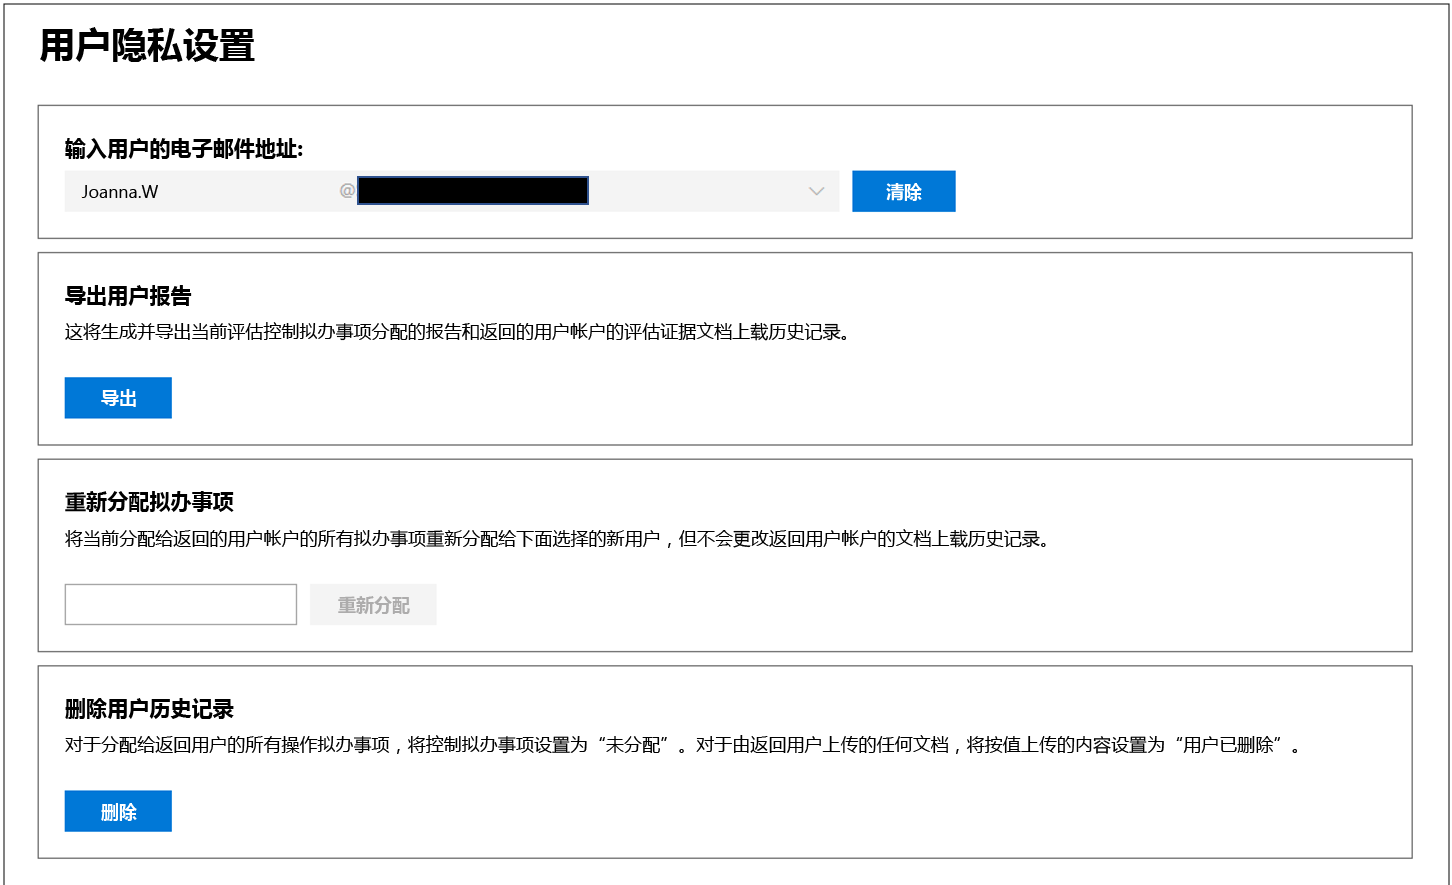 用户隐私设置
输入用户的电子邮件地址:
Joanna.W @ 清除
导出用户报告
这将生成并导出当前评估控制拟办事项分配的报告和返回的用户帐户的评估证据文档上载历史记录。
导出
重新分配拟办事项
将当前分配给返回的用户帐户的所有拟办事项重新分配给下面选择的新用户，但不会更改返回用户帐户的文档上载历史记录。
重新分配
删除用户历史记录
对于分配给返回用户的所有操作拟办事项，将控制拟办事项设置为“未分配”。对于由返回用户上传的任何文档，将按值上传的内容设置为“用户已删除”。
删除